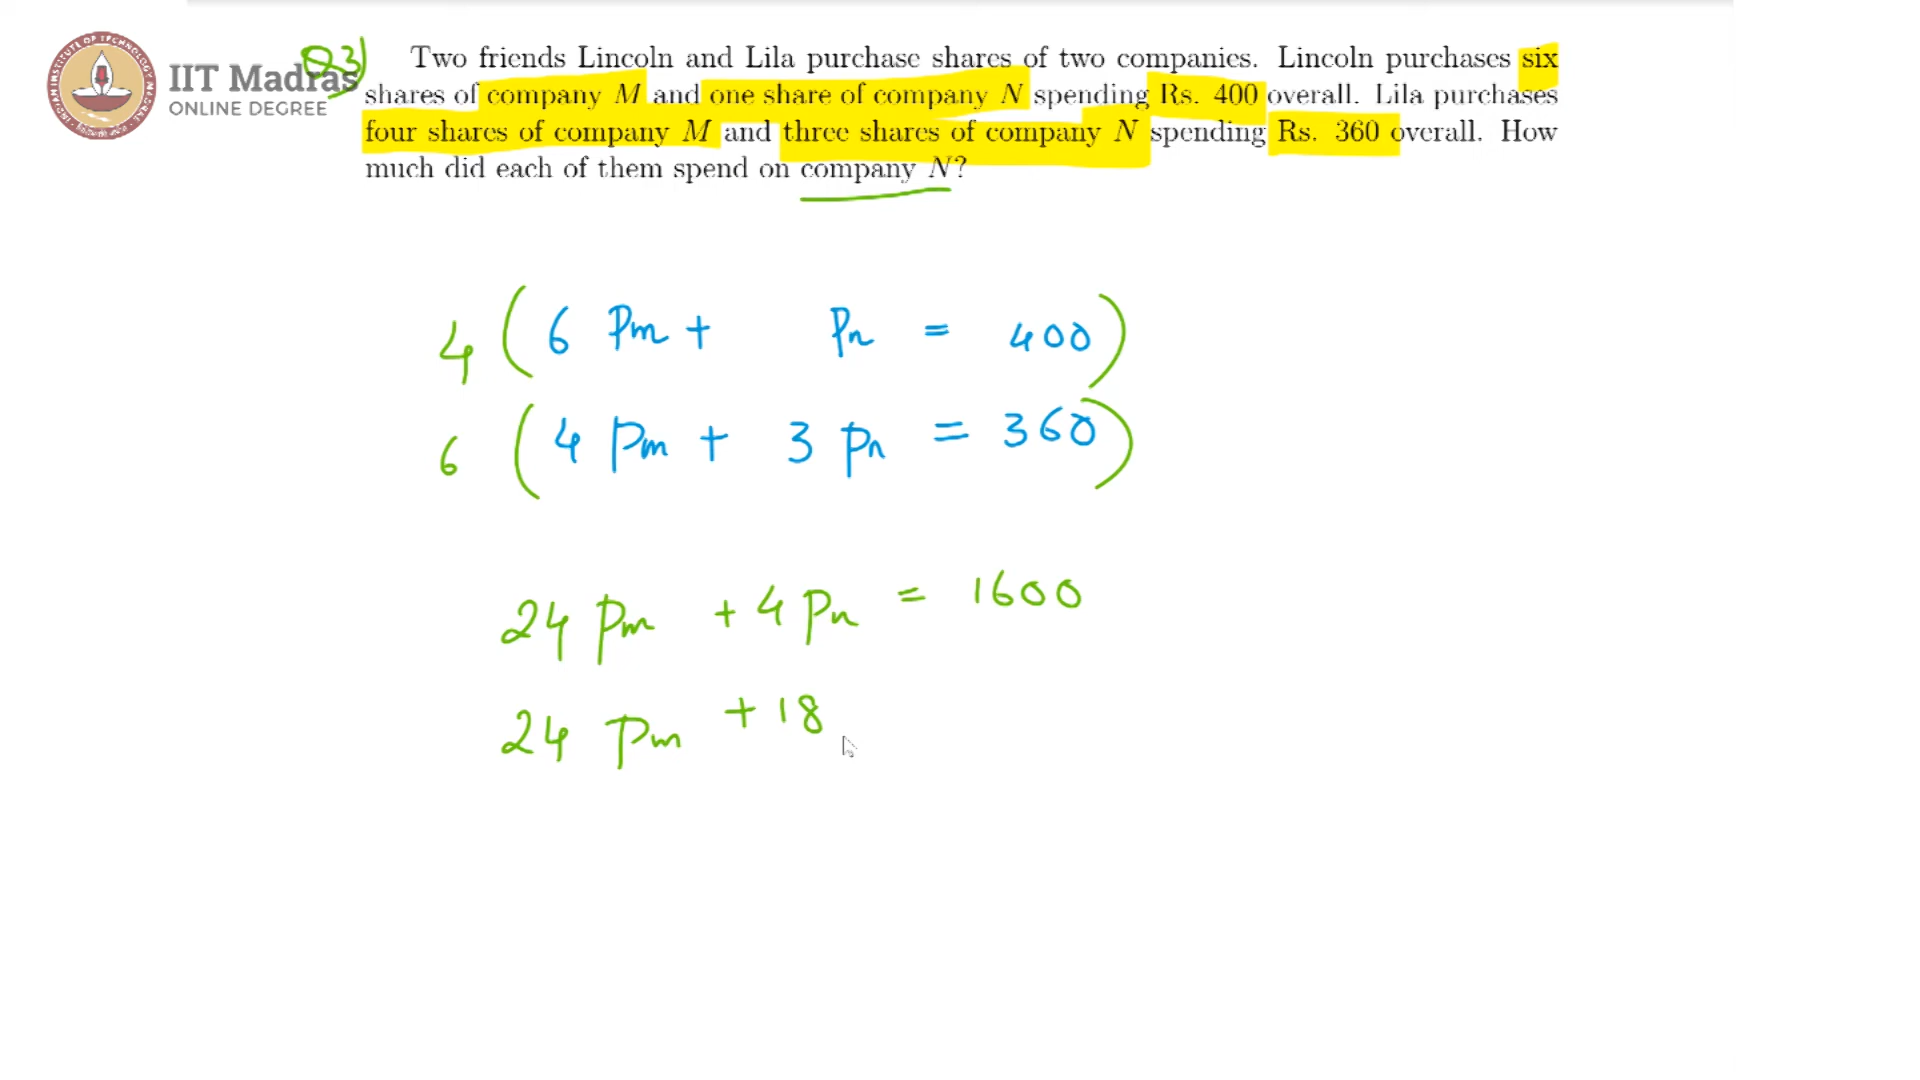 IIT Madras
ONLINE DEGREE
Q3) Two friends Lincoln and Lila purchase shares of two companies. Lincoln purchases six
shares of company M and one share of company N spending Rs. 400 overall. Lila purchases
four shares of company M and three shares of company N spending Rs. 360 overall. How
much did each of them spend on company N?
4 ( 6 Pm + Pn = 400 )
6 ( 4 Pm + 3 Pn = 360 )
24 Pm + 4 Pn = 1600
24 Pm + 18